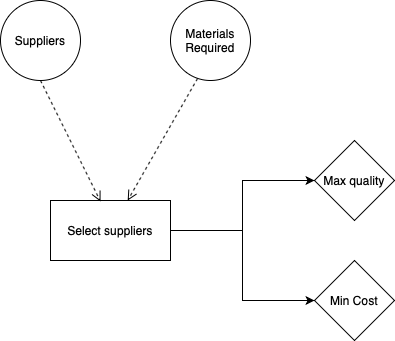 Suppliers
Materials
Required
Max quality
Select suppliers
Min Cost